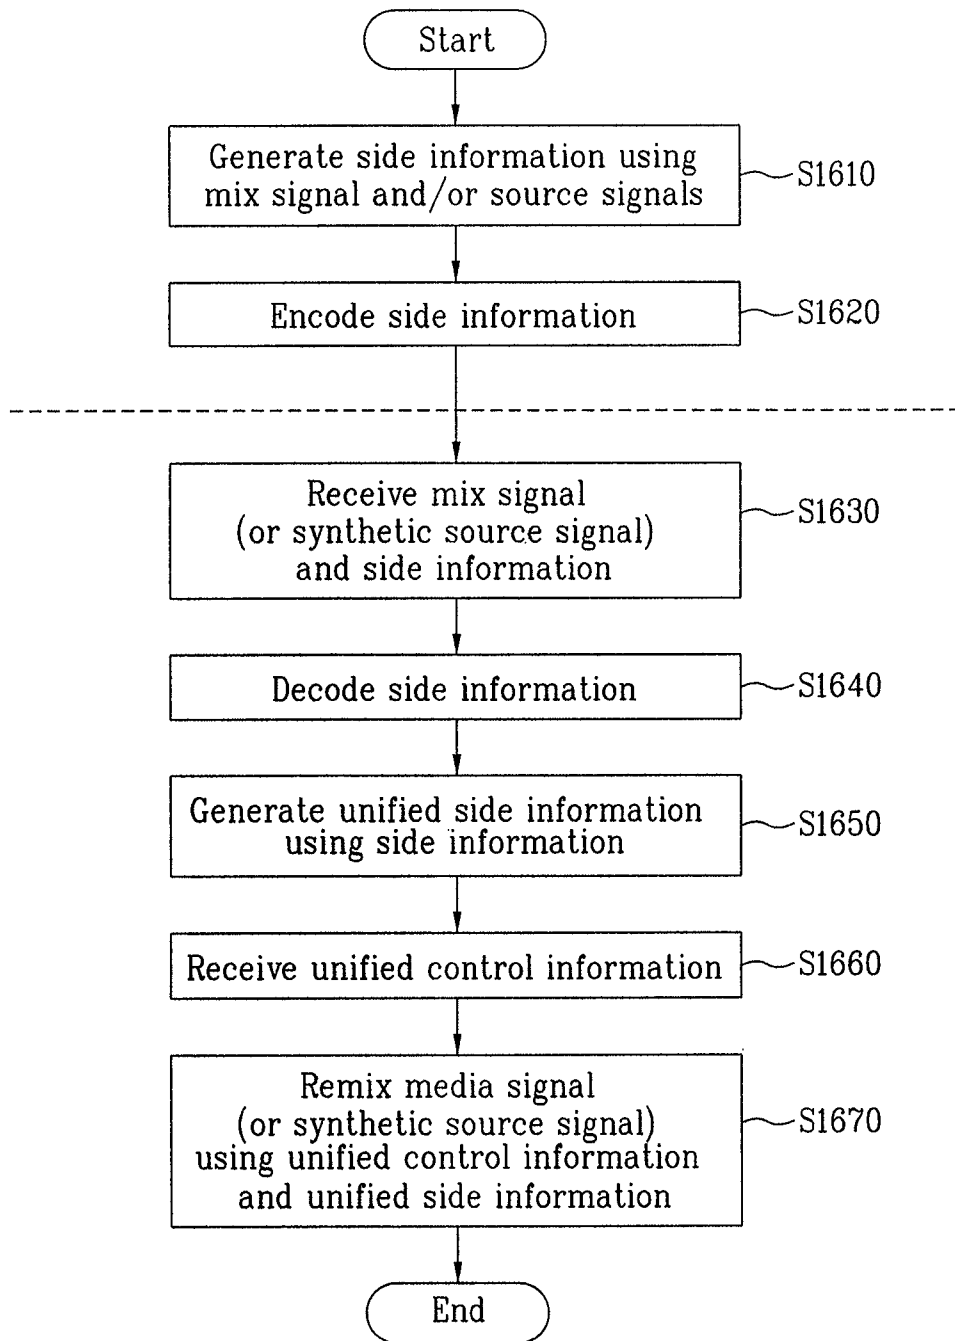 Start
Generate side information using
mix signal and/or source signals
S1610
Encode side information
S1620
Receive mix signal
(or synthetic source signal)
and side information
S1630
Decode side information
S1640
Generate unified side information
using side information
S1650
Receive unified control information
S1660
Remix media signal
(or synthetic source signal)
using unified control information
and unified side information
S1670
End